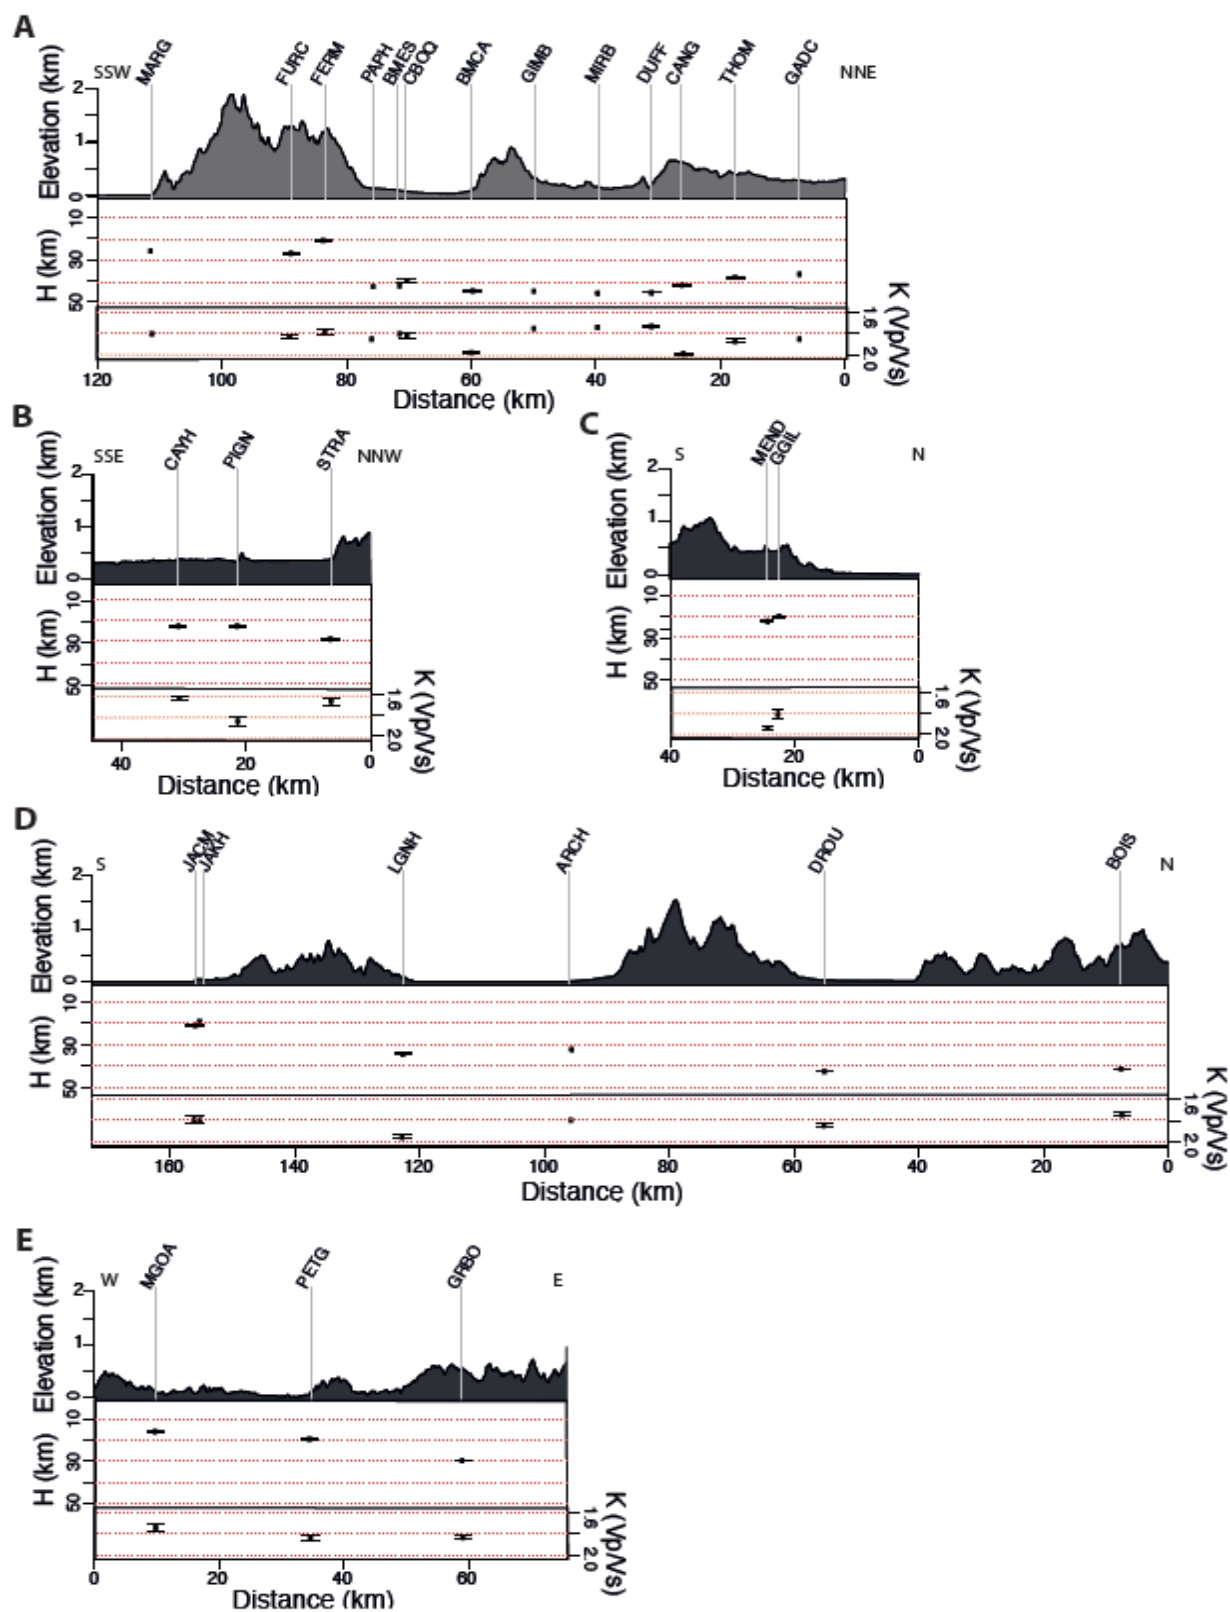 A
SSW MARG FURC FERM PAPH BMES CBOQ BMCA GIMB MIRB DUFF CANG THOM GADC NNE
Elevation (km)
2
1
0
H (km)
10
30
50
K (Vp/Vs)
1.6
2.0
120 100 80 60 40 20 0
Distance (km)
B
SSE CAYH PIGN STRA NNW
Elevation (km)
2
1
0
H (km)
10
30
50
K (Vp/Vs)
1.6
2.0
40 20 0
Distance (km)
C
S MEND GGIL N
Elevation (km)
2
1
0
H (km)
10
30
50
K (Vp/Vs)
1.6
2.0
40 20 0
Distance (km)
D
S JACM JAKH LGNH ARCH DROU BOIS N
Elevation (km)
2
1
0
H (km)
10
30
50
K (Vp/Vs)
1.6
2.0
160 140 120 100 80 60 40 20 0
Distance (km)
E
W MGOA PETG GRBO E
Elevation (km)
2
1
0
H (km)
10
30
50
K (Vp/Vs)
1.6
2.0
0 20 40 60
Distance (km)